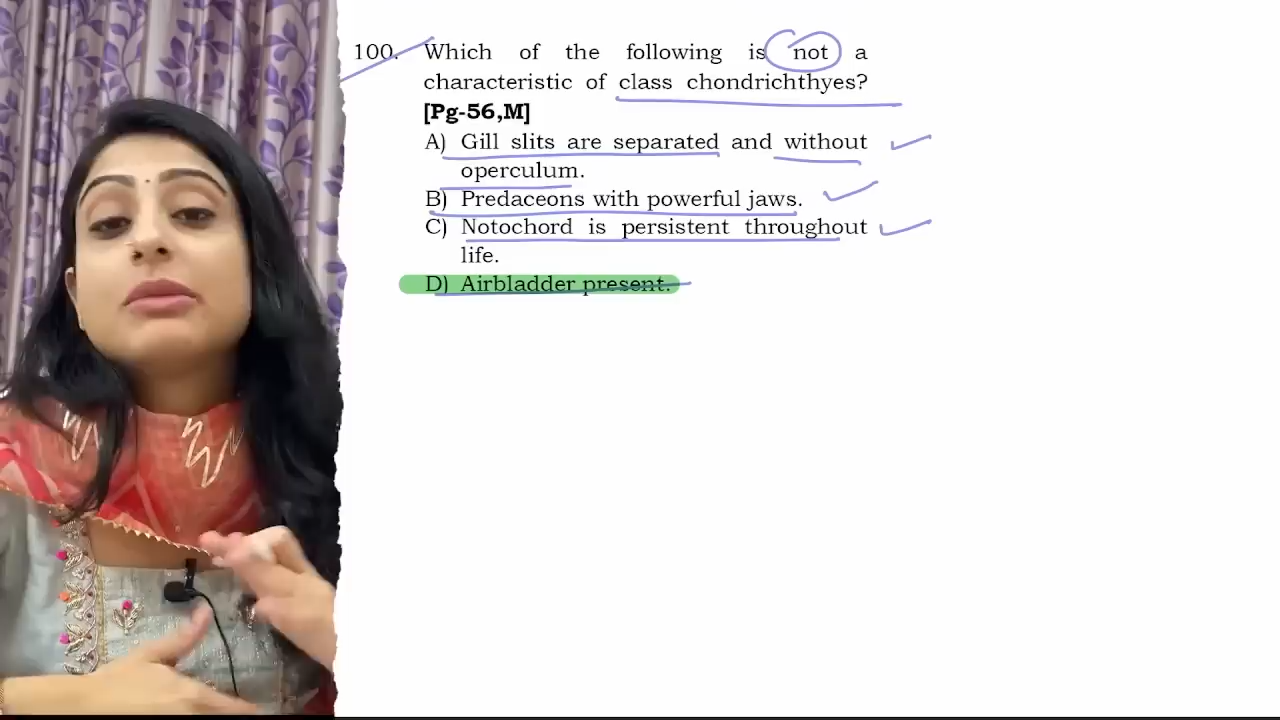 100. Which of the following is not a
characteristic of class chondrichthyes?
[Pg-56,M]
A) Gill slits are separated and without
operculum.
B) Predaceons with powerful jaws.
C) Notochord is persistent throughout
life.
D) Airbladder present.